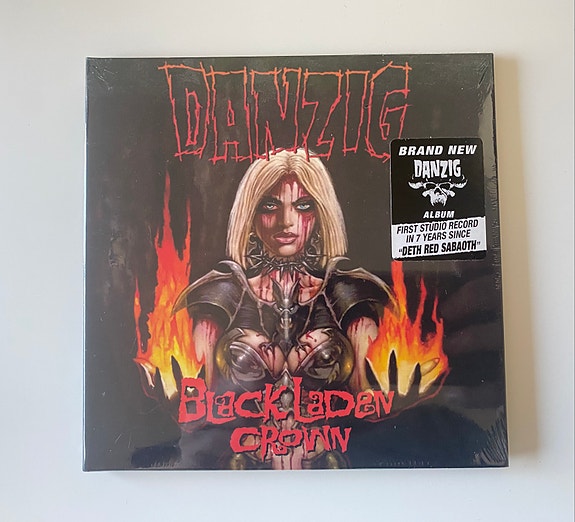 DANZIG
BRAND NEW
DANZIG
ALBUM
FIRST STUDIO RECORD
IN 7 YEARS SINCE
"DETH RED SABAOTH"
Black Laden
crown